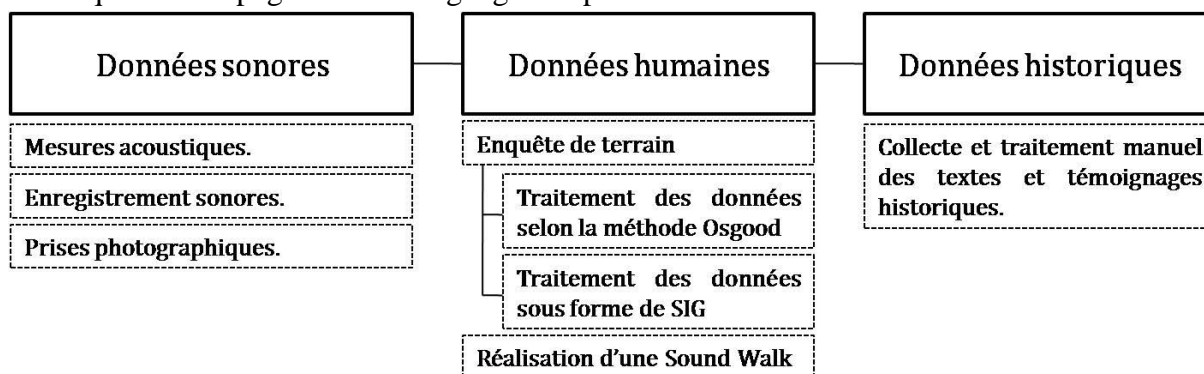 Données sonores
Mesures acoustiques.
Enregistrement sonores.
Prises photographiques.
Données humaines
Enquête de terrain
Traitement des données
selon la méthode Osgood
Traitement des données
sous forme de SIG
Réalisation d'une Sound Walk
Données historiques
Collecte et traitement manuel
des textes et témoignages
historiques.